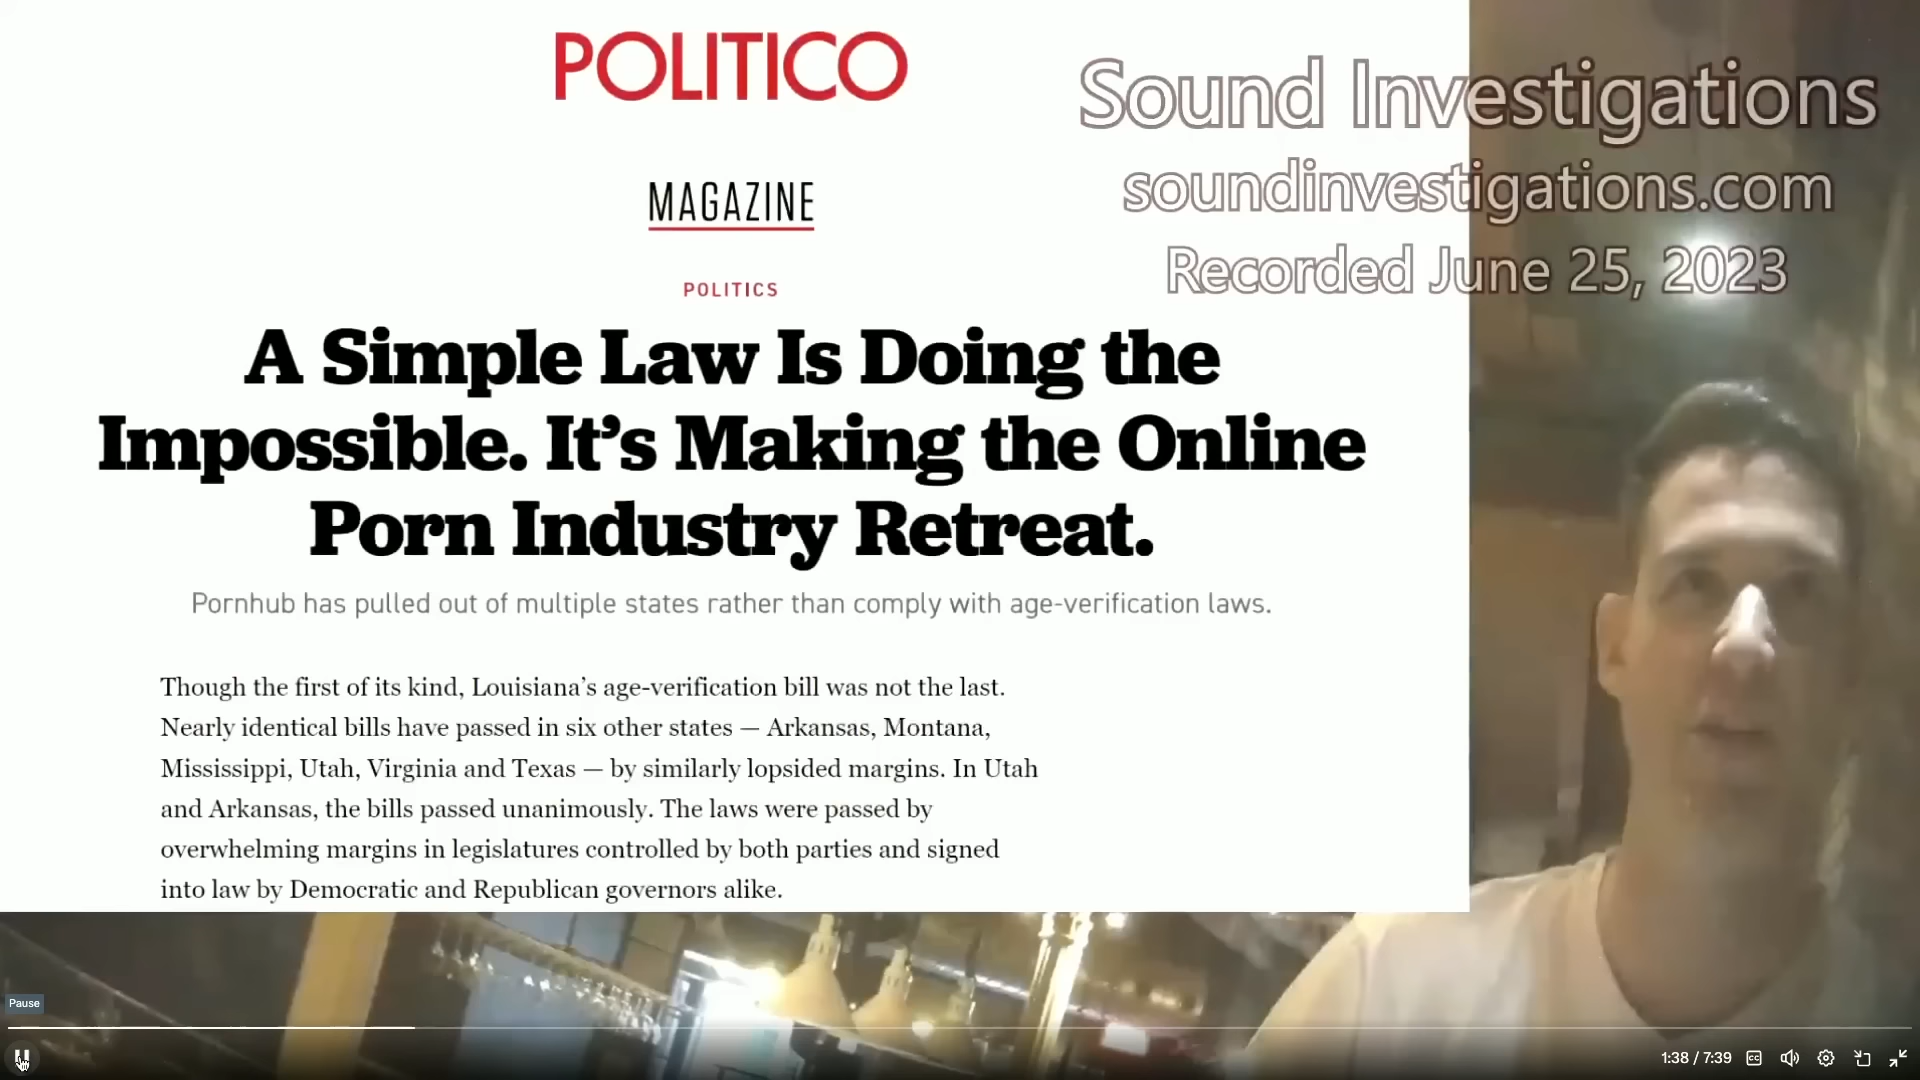 POLITICO
MAGAZINE
POLITICS
A Simple Law Is Doing the
Impossible. It’s Making the Online
Porn Industry Retreat.
Pornhub has pulled out of multiple states rather than comply with age-verification laws.
Though the first of its kind, Louisiana’s age-verification bill was not the last.
Nearly identical bills have passed in six other states — Arkansas, Montana,
Mississippi, Utah, Virginia and Texas — by similarly lopsided margins. In Utah
and Arkansas, the bills passed unanimously. The laws were passed by
overwhelming margins in legislatures controlled by both parties and signed
into law by Democratic and Republican governors alike.
Sound Investigations
soundinvestigations.com
Recorded June 25, 2023
Pause
1:38 / 7:39
CC